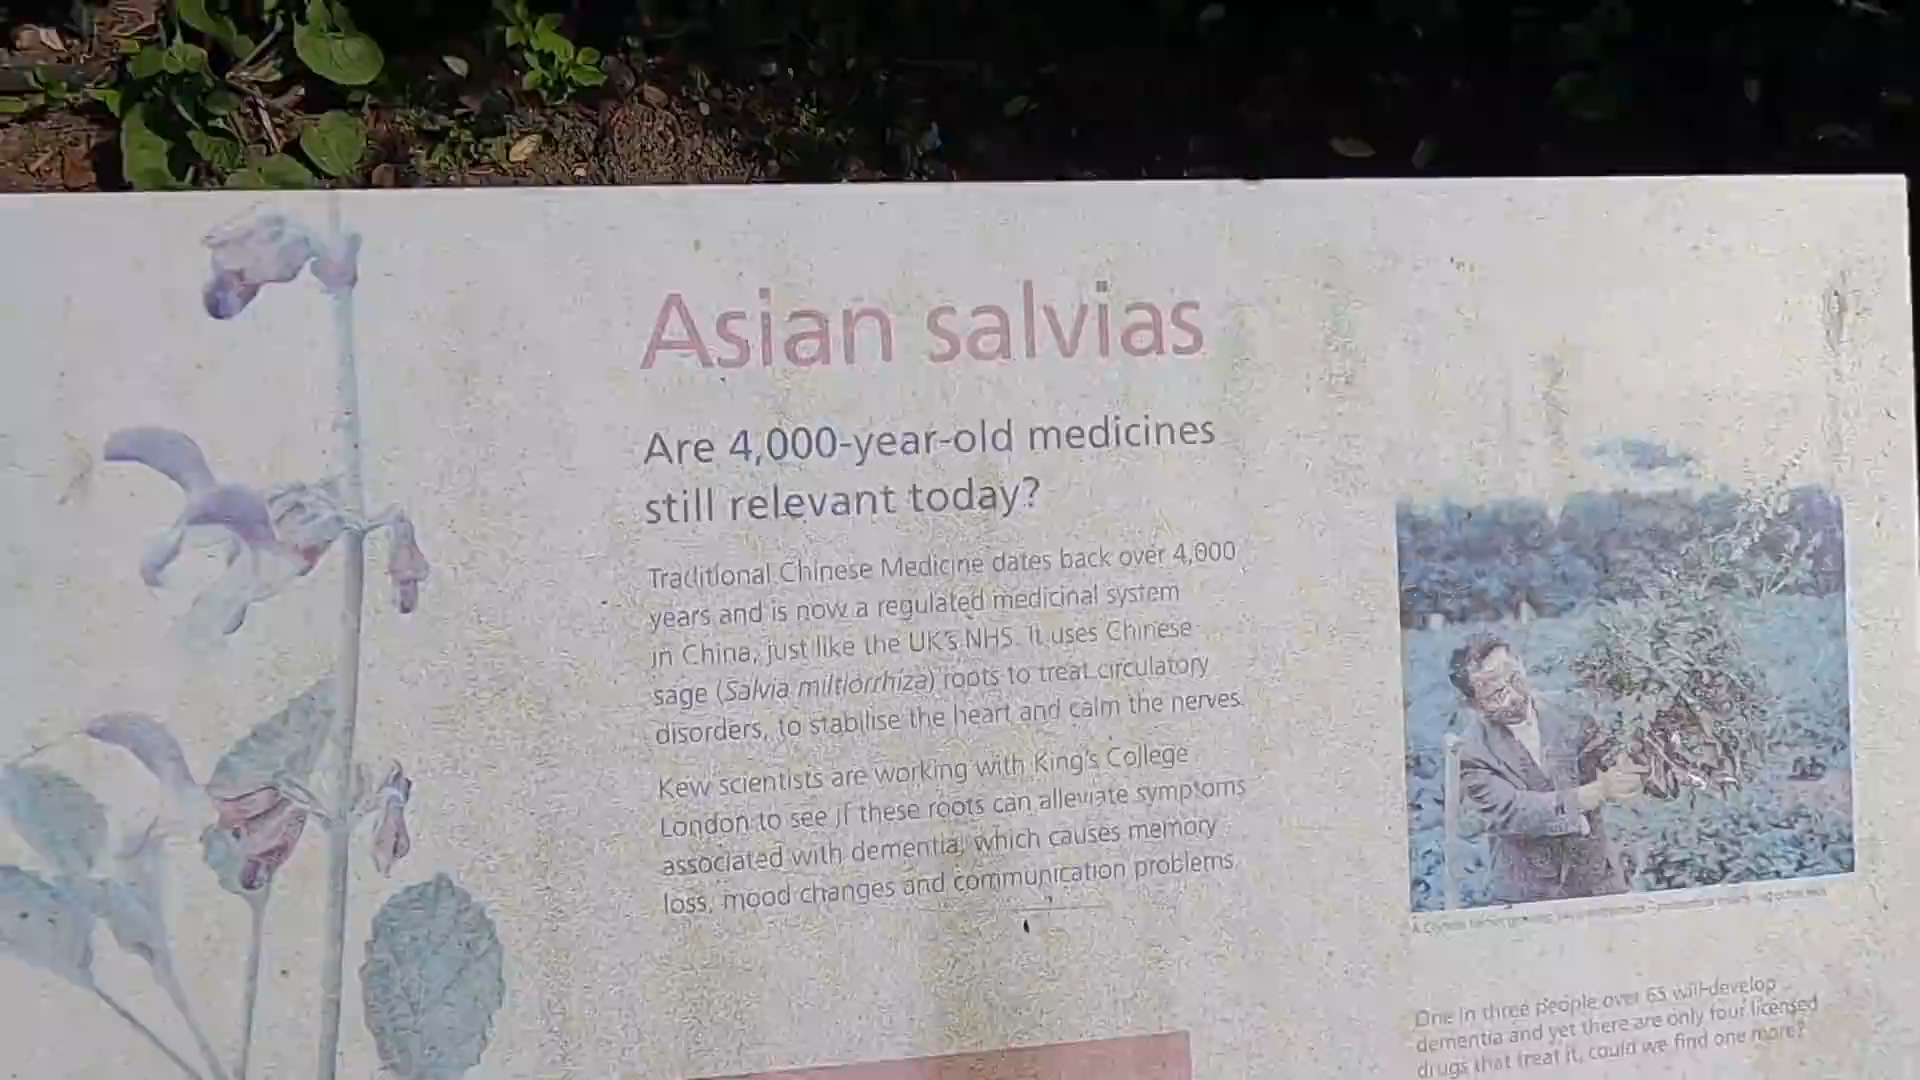 Asian salvias
Are 4,000-year-old medicines
still relevant today?
Traditional Chinese Medicine dates back over 4,000
years and is now a regulated medicinal system
in China, just like the UK's NHS. It uses Chinese
sage (Salvia miltiorrhiza) roots to treat circulatory
disorders, to stabilise the heart and calm the nerves.
Kew scientists are working with King's College
London to see if these roots can alleviate symptoms
associated with dementia, which causes memory
loss, mood changes and communication problems.
One in three people over 65 will develop
dementia and yet there are only four licensed
drugs that treat it, could we find one more?